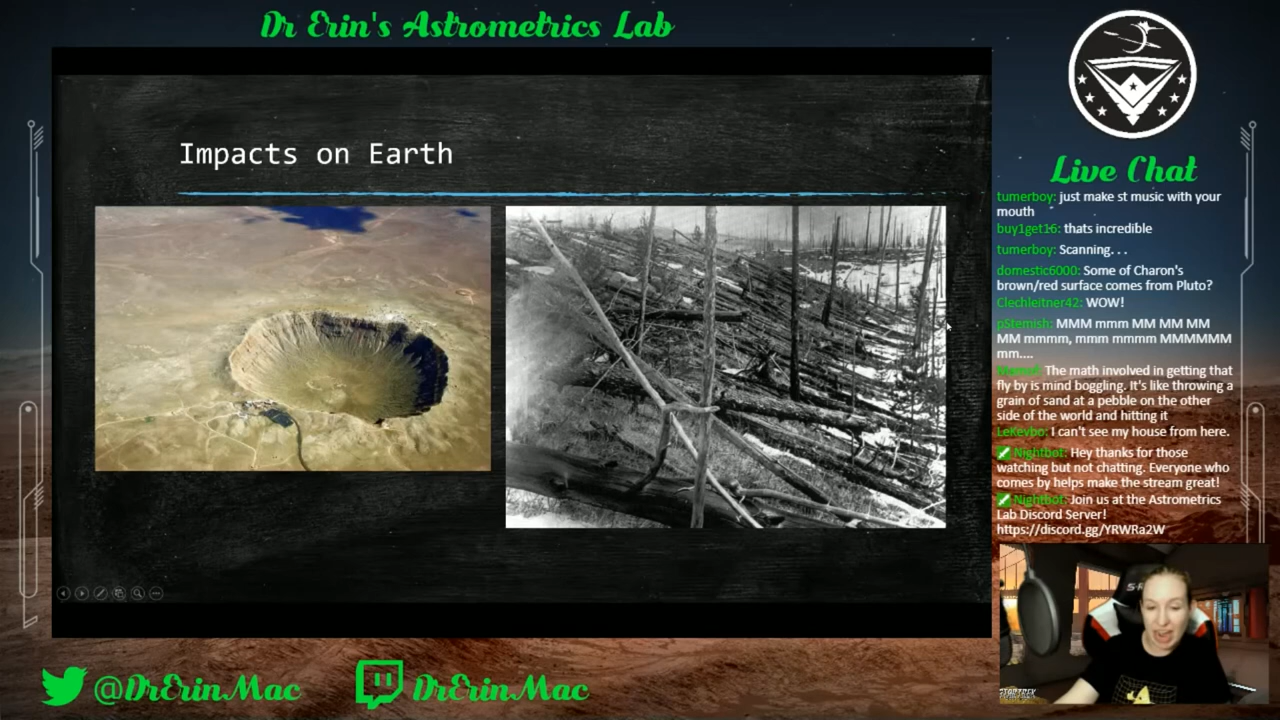 Dr Erin's Astrometrics Lab
Impacts on Earth
Live Chat
tumerboy: just make st music with your
mouth
buy1get16: thats incredible
tumerboy: Scanning. . .
domestic6000: Some of Charon's
brown/red surface comes from Pluto?
Clechleitner42: WOW!
pStemish: MMM mmm MM MM MM
MM mmmm, mmm mmmm MMMMMM
mm....
The math involved in getting that
fly by is mind boggling. It's like throwing a
grain of sand at a pebble on the other
side of the world and hitting it
LeKevbo: I can't see my house from here.
Nightbot: Hey thanks for those
watching but not chatting. Everyone who
comes by helps make the stream great!
Nightbot: Join us at the Astrometrics
Lab Discord Server!
https://discord.gg/YRWRa2W
STAR TREK
@DrErinMac
DrErinMac